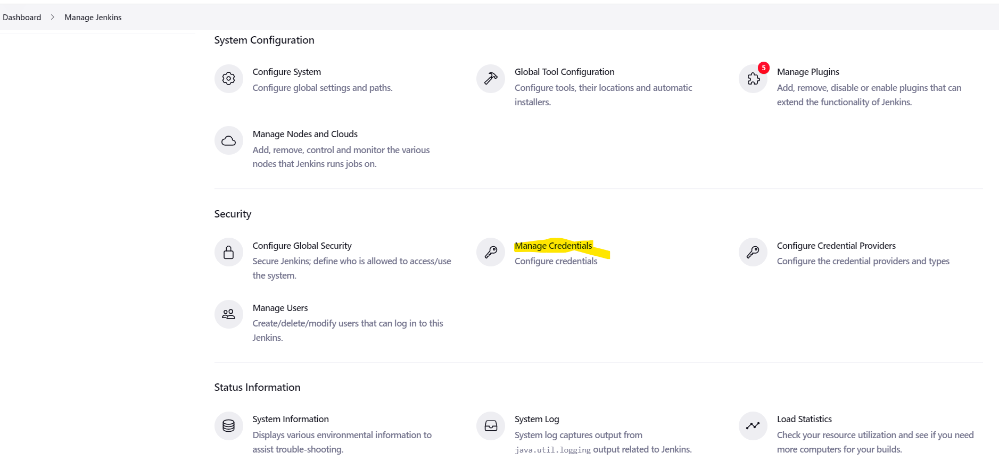 Dashboard > Manage Jenkins
System Configuration
Configure System
Configure global settings and paths.
Global Tool Configuration
Configure tools, their locations and automatic
installers.
5
Manage Plugins
Add, remove, disable or enable plugins that can
extend the functionality of Jenkins.
Manage Nodes and Clouds
Add, remove, control and monitor the various
nodes that Jenkins runs jobs on.
Security
Configure Global Security
Secure Jenkins; define who is allowed to access/use
the system.
Manage Credentials
Configure credentials
Configure Credential Providers
Configure the credential providers and types
Manage Users
Create/delete/modify users that can log in to this
Jenkins.
Status Information
System Information
Displays various environmental information to
assist trouble-shooting.
System Log
System log captures output from
java.util.logging output related to Jenkins.
Load Statistics
Check your resource utilization and see if you need
more computers for your builds.